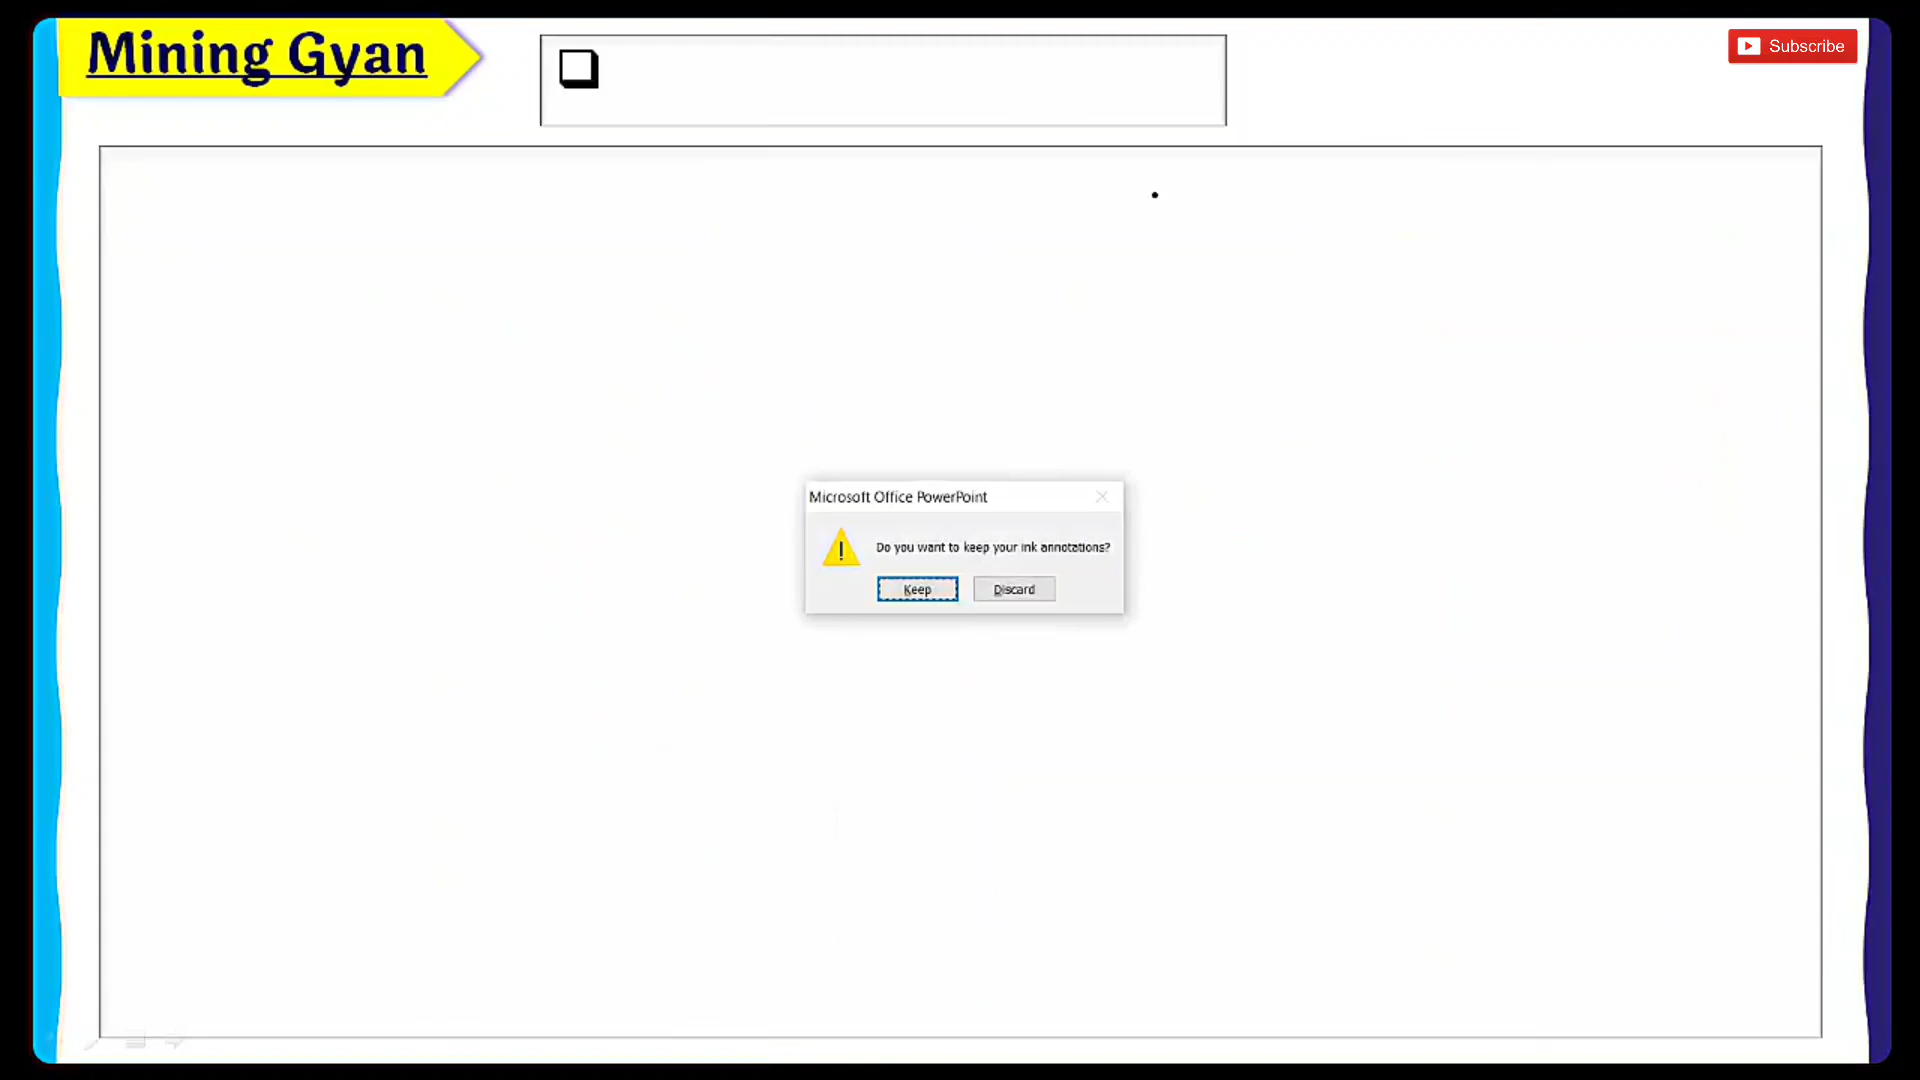 Mining Gyan
Subscribe
Microsoft Office PowerPoint
Do you want to keep your ink annotations?
Keep
Discard